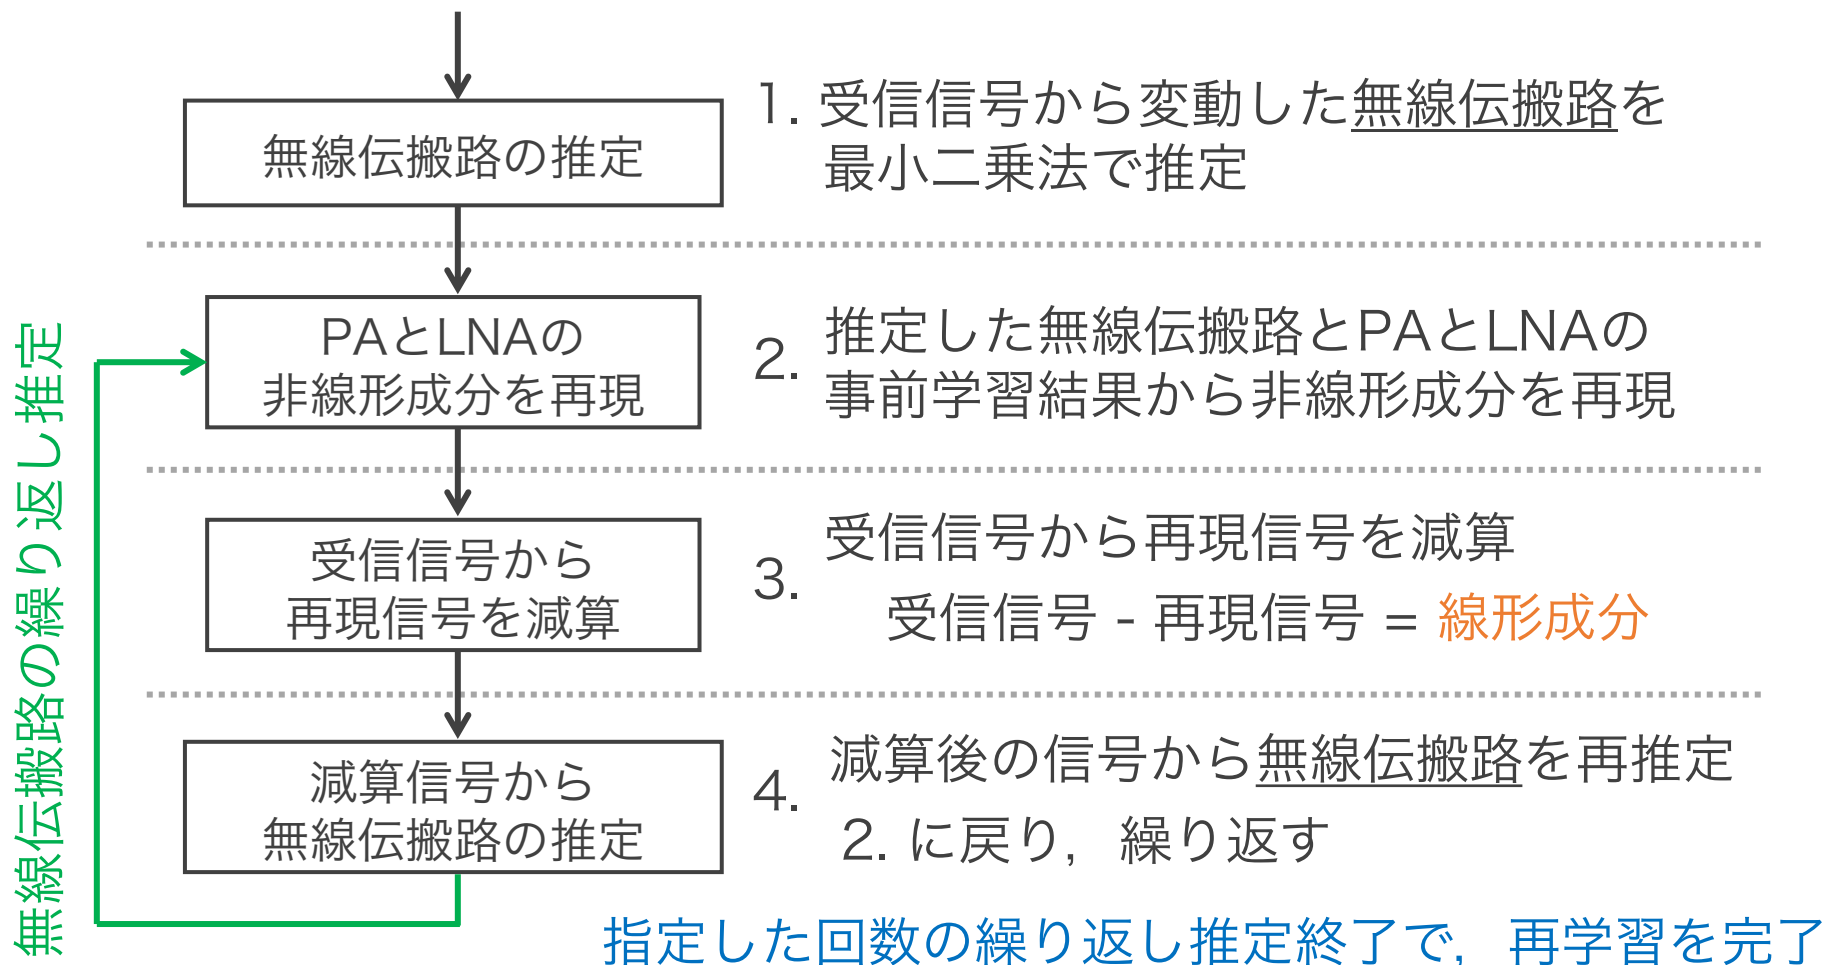 無線伝搬路の推定
1. 受信信号から変動した無線伝搬路を
最小二乗法で推定
PAとLNAの
非線形成分を再現
2. 推定した無線伝搬路とPAとLNAの
事前学習結果から非線形成分を再現
受信信号から
再現信号を減算
3. 受信信号から再現信号を減算
受信信号 - 再現信号 = 線形成分
減算信号から
無線伝搬路の推定
4. 減算後の信号から無線伝搬路を再推定
2. に戻り，繰り返す
無線伝搬路の繰り返し推定
指定した回数の繰り返し推定終了で，再学習を完了